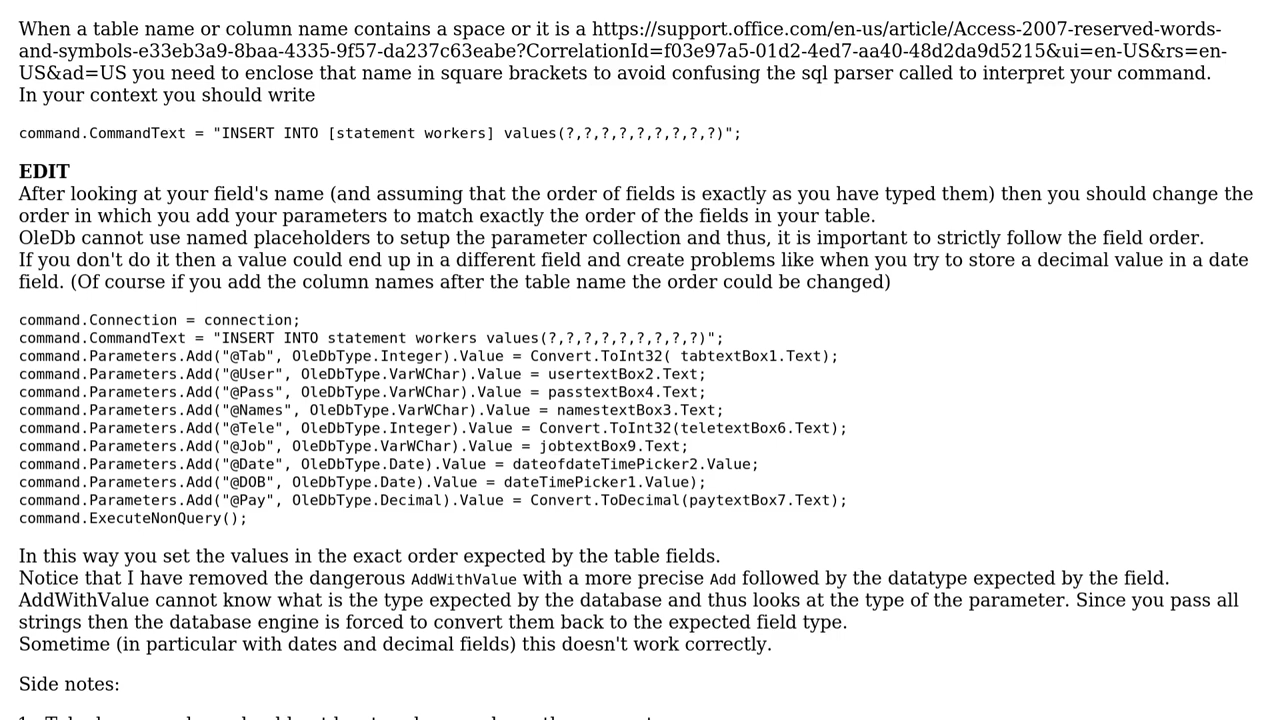 When a table name or column name contains a space or it is a https://support.office.com/en-us/article/Access-2007-reserved-words-
and-symbols-e33eb3a9-8baa-4335-9f57-da237c63eabe?CorrelationId=f03e97a5-01d2-4ed7-aa40-48d2da9d5215&ui=en-US&rs=en-
US&ad=US you need to enclose that name in square brackets to avoid confusing the sql parser called to interpret your command.
In your context you should write
command.CommandText = "INSERT INTO [statement workers] values(?,?,?,?,?,?,?,?,?)";
EDIT
After looking at your field's name (and assuming that the order of fields is exactly as you have typed them) then you should change the
order in which you add your parameters to match exactly the order of the fields in your table.
OleDb cannot use named placeholders to setup the parameter collection and thus, it is important to strictly follow the field order.
If you don't do it then a value could end up in a different field and create problems like when you try to store a decimal value in a date
field. (Of course if you add the column names after the table name the order could be changed)
command.Connection = connection;
command.CommandText = "INSERT INTO statement workers values(?,?,?,?,?,?,?,?,?)";
command.Parameters.Add("@Tab", OleDbType.Integer).Value = Convert.ToInt32( tabtextBox1.Text);
command.Parameters.Add("@User", OleDbType.VarWChar).Value = usertextBox2.Text;
command.Parameters.Add("@Pass", OleDbType.VarWChar).Value = passtextBox4.Text;
command.Parameters.Add("@Names", OleDbType.VarWChar).Value = namestextBox3.Text;
command.Parameters.Add("@Tele", OleDbType.Integer).Value = Convert.ToInt32(teletextBox6.Text);
command.Parameters.Add("@Job", OleDbType.VarWChar).Value = jobtextBox9.Text;
command.Parameters.Add("@Date", OleDbType.Date).Value = dateofdateTimePicker2.Value;
command.Parameters.Add("@DOB", OleDbType.Date).Value = dateTimePicker1.Value);
command.Parameters.Add("@Pay", OleDbType.Decimal).Value = Convert.ToDecimal(paytextBox7.Text);
command.ExecuteNonQuery();
In this way you set the values in the exact order expected by the table fields.
Notice that I have removed the dangerous AddWithValue with a more precise Add followed by the datatype expected by the field.
AddWithValue cannot know what is the type expected by the database and thus looks at the type of the parameter. Since you pass all
strings then the database engine is forced to convert them back to the expected field type.
Sometime (in particular with dates and decimal fields) this doesn't work correctly.
Side notes: